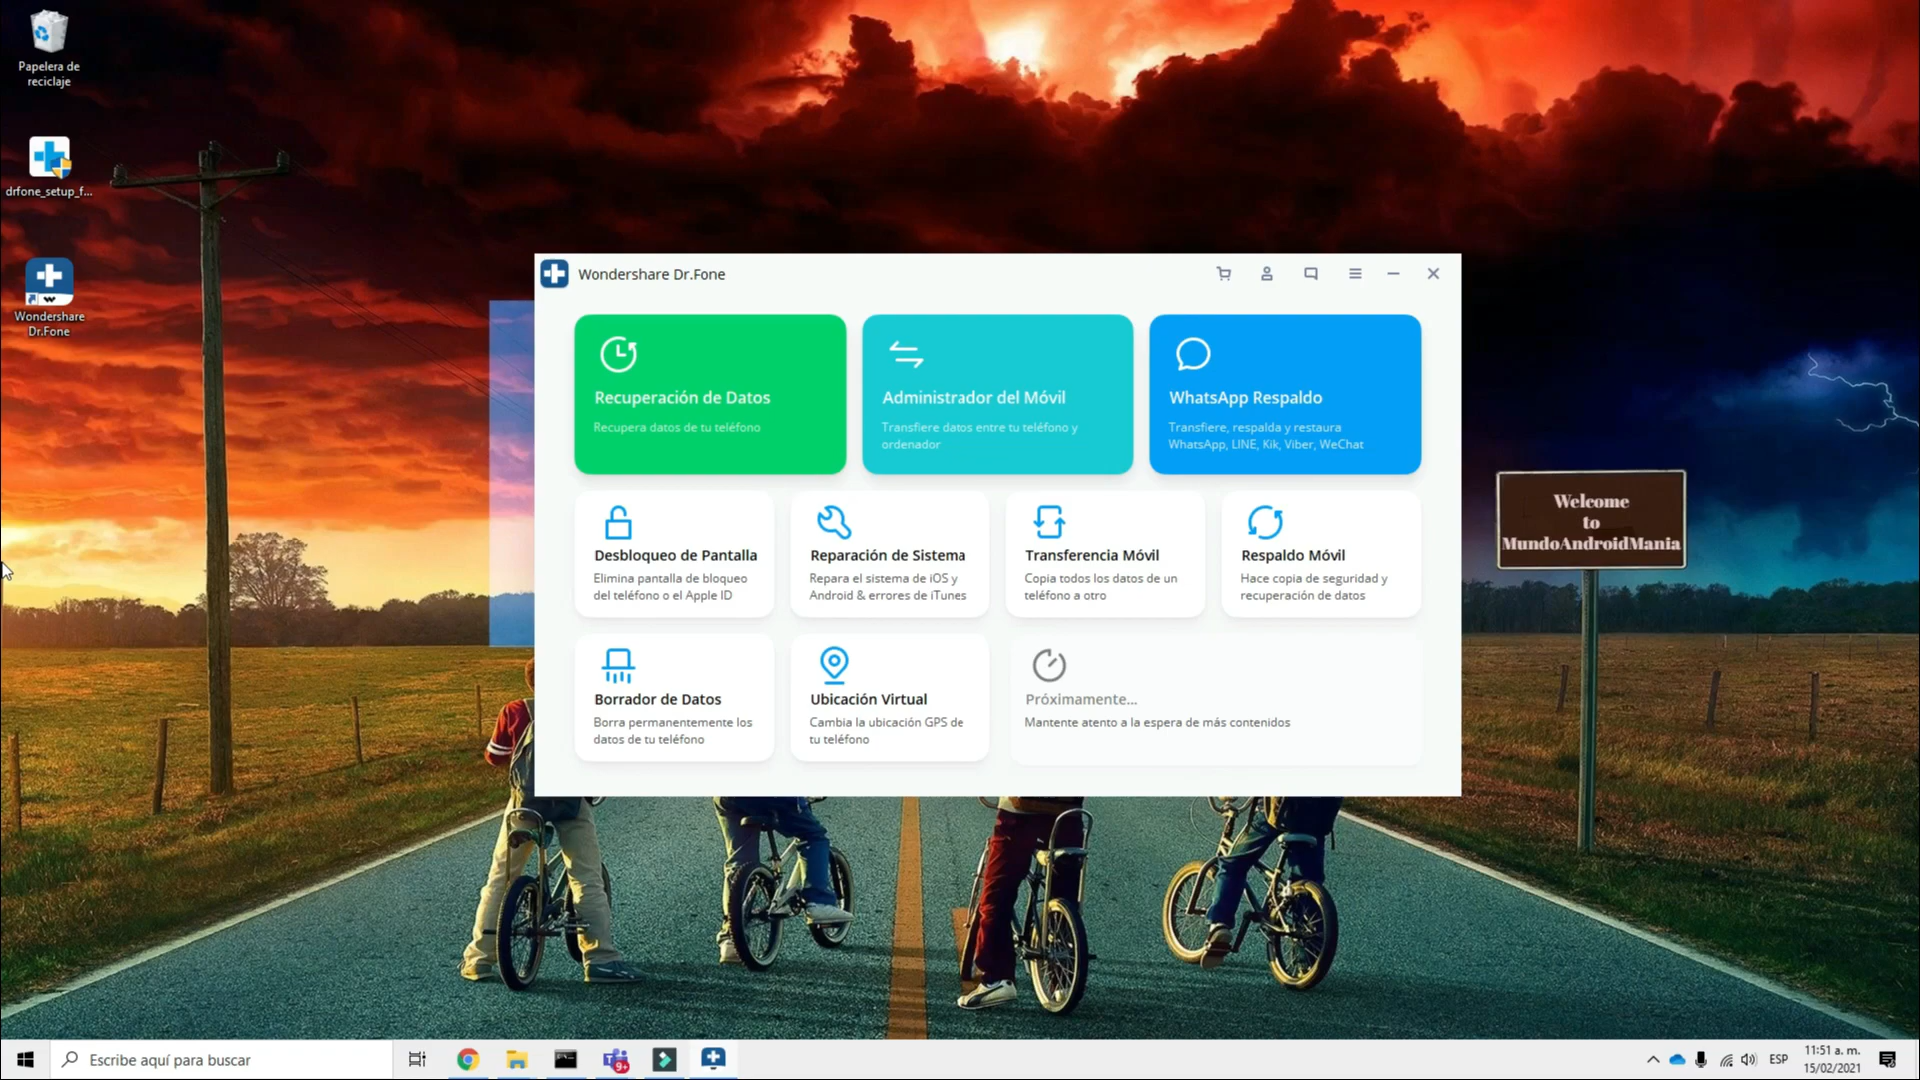 Papelera de
reciclaje
drfone_setup_f...
Wondershare
Dr.Fone
Wondershare Dr.Fone
Recuperación de Datos
Recupera datos de tu teléfono
Administrador del Móvil
Transfiere datos entre tu teléfono y
ordenador
WhatsApp Respaldo
Transfiere, respalda y restaura
WhatsApp, LINE, Kik, Viber, WeChat
Desbloqueo de Pantalla
Elimina pantalla de bloqueo
del teléfono o el Apple ID
Reparación de Sistema
Repara el sistema de iOS y
Android & errores de iTunes
Transferencia Móvil
Copia todos los datos de un
teléfono a otro
Respaldo Móvil
Hace copia de seguridad y
recuperación de datos
Borrador de Datos
Borra permanentemente los
datos de tu teléfono
Ubicación Virtual
Cambia la ubicación GPS de
tu teléfono
Próximamente...
Mantente atento a la espera de más contenidos
Welcome
to
MundoAndroidMania
Escribe aquí para buscar
9+
ESP
11:51 a. m.
15/02/2021